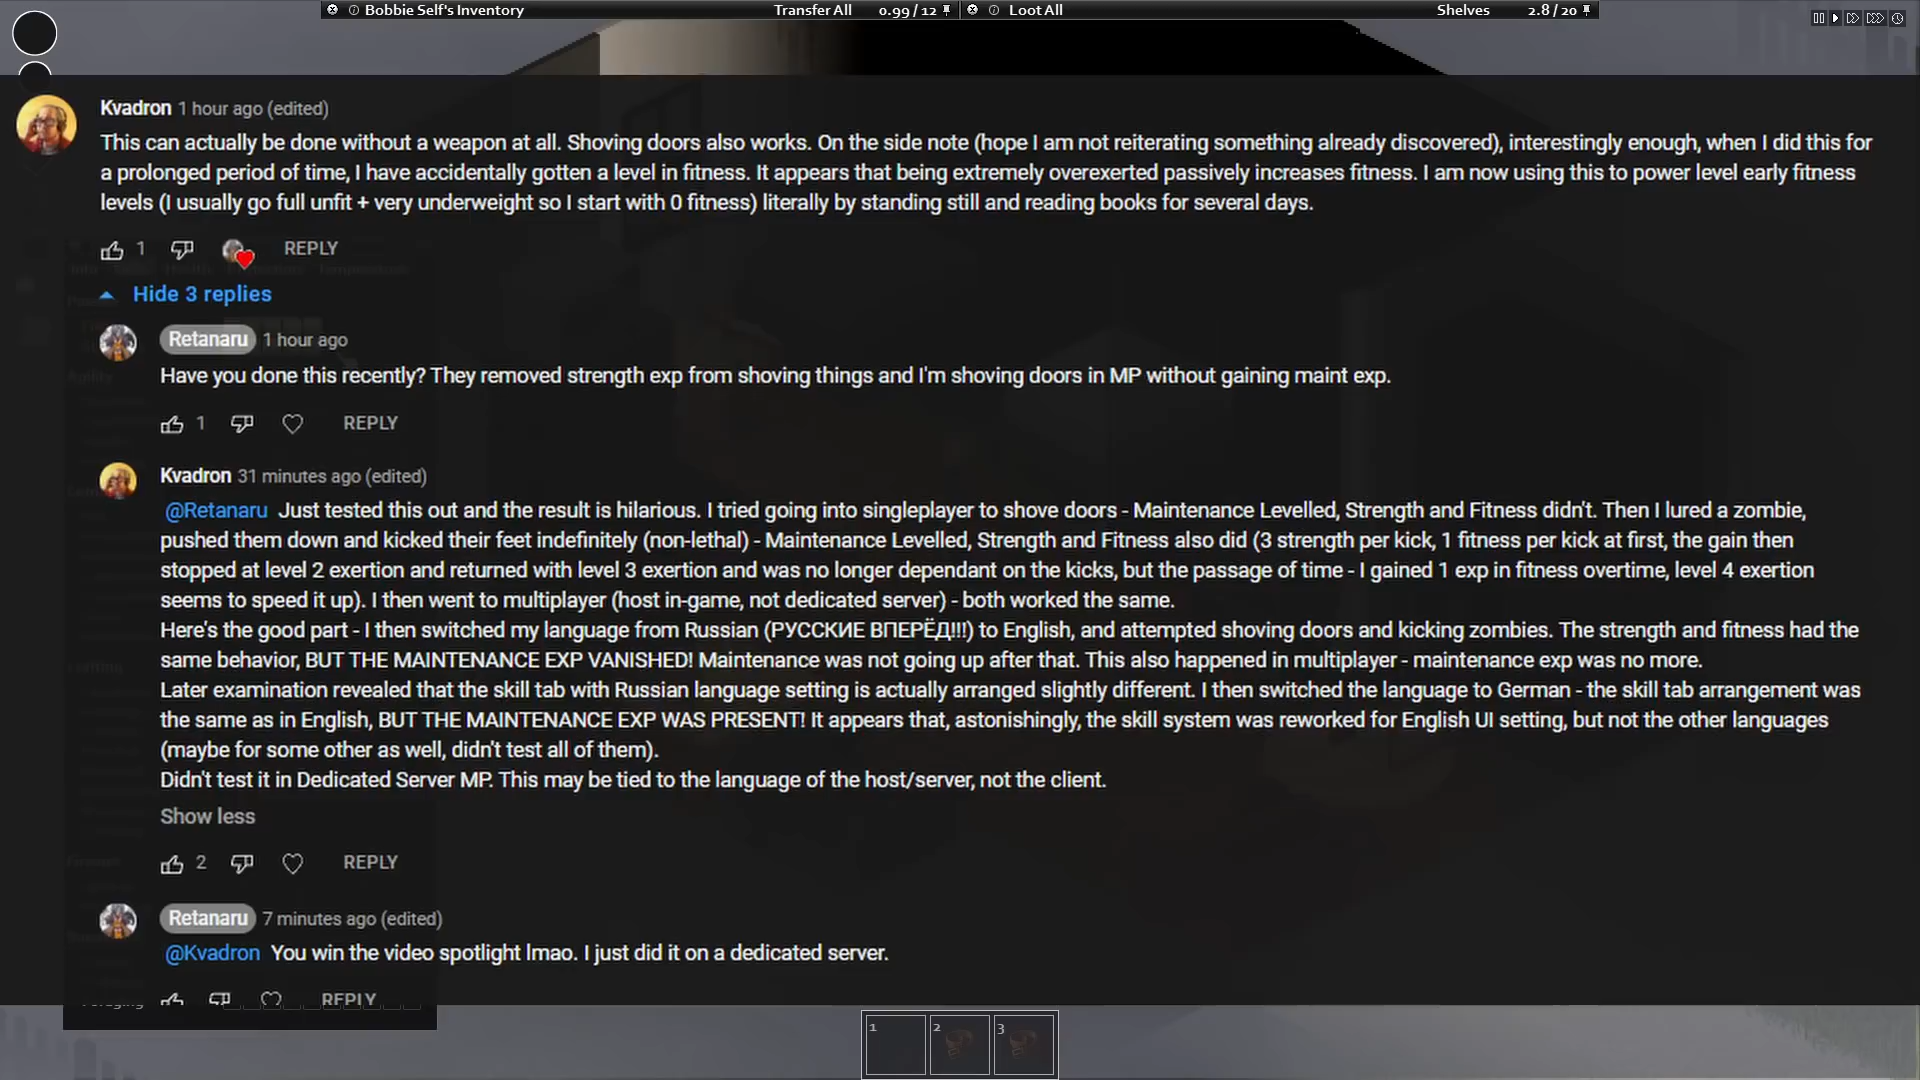 Bobbie Self's Inventory Transfer All 0.99 / 12 Loot All Shelves 2.8 / 20
Kvadron 1 hour ago (edited)
This can actually be done without a weapon at all. Shoving doors also works. On the side note (hope I am not reiterating something already discovered), interestingly enough, when I did this for
a prolonged period of time, I have accidentally gotten a level in fitness. It appears that being extremely overexerted passively increases fitness. I am now using this to power level early fitness
levels (I usually go full unfit + very underweight so I start with 0 fitness) literally by standing still and reading books for several days.
1 REPLY
Hide 3 replies
Retanaru 1 hour ago
Have you done this recently? They removed strength exp from shoving things and I'm shoving doors in MP without gaining maint exp.
1 REPLY
Kvadron 31 minutes ago (edited)
@Retanaru Just tested this out and the result is hilarious. I tried going into singleplayer to shove doors - Maintenance Levelled, Strength and Fitness didn't. Then I lured a zombie,
pushed them down and kicked their feet indefinitely (non-lethal) - Maintenance Levelled, Strength and Fitness also did (3 strength per kick, 1 fitness per kick at first, the gain then
stopped at level 2 exertion and returned with level 3 exertion and was no longer dependant on the kicks, but the passage of time - I gained 1 exp in fitness overtime, level 4 exertion
seems to speed it up). I then went to multiplayer (host in-game, not dedicated server) - both worked the same.
Here's the good part - I then switched my language from Russian (РУССКИЕ ВПЕРЁД!!!) to English, and attempted shoving doors and kicking zombies. The strength and fitness had the
same behavior, BUT THE MAINTENANCE EXP VANISHED! Maintenance was not going up after that. This also happened in multiplayer - maintenance exp was no more.
Later examination revealed that the skill tab with Russian language setting is actually arranged slightly different. I then switched the language to German - the skill tab arrangement was
the same as in English, BUT THE MAINTENANCE EXP WAS PRESENT! It appears that, astonishingly, the skill system was reworked for English UI setting, but not the other languages
(maybe for some other as well, didn't test all of them).
Didn't test it in Dedicated Server MP. This may be tied to the language of the host/server, not the client.
Show less
2 REPLY
Retanaru 7 minutes ago (edited)
@Kvadron You win the video spotlight lmao. I just did it on a dedicated server.
REPLY
1 2 3